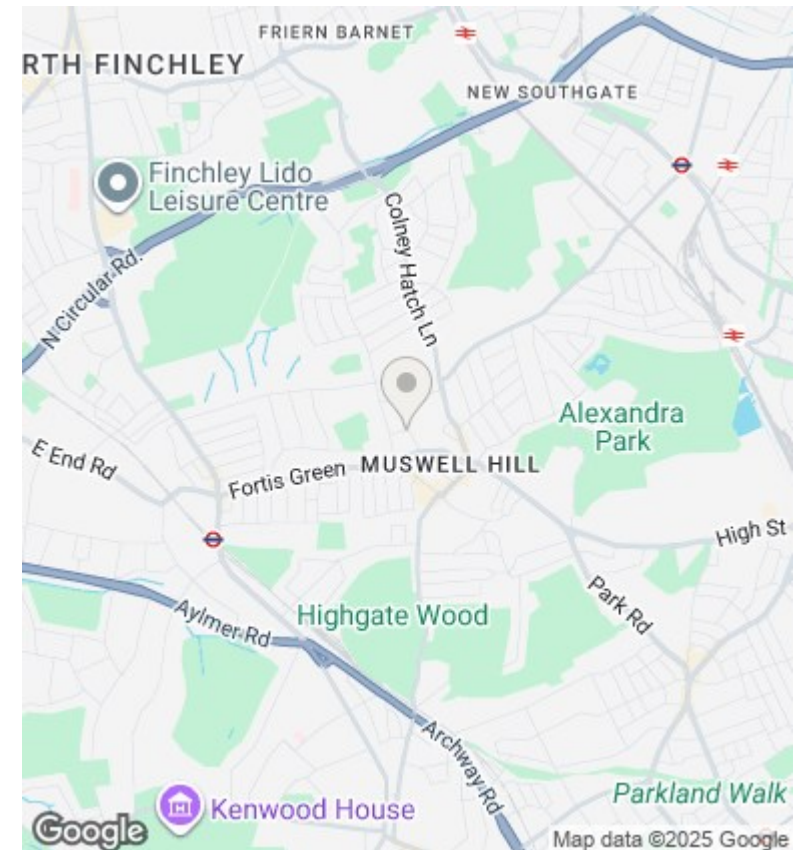 FRIERN BARNET
RTH FINCHLEY
NEW SOUTHGATE
Finchley Lido
Leisure Centre
Colney Hatch Ln
N Circular Rd.
Alexandra
Park
E End Rd
Fortis Green
MUSWELL HILL
High St
Park Rd
Highgate Wood
Aylmer Rd
Archway Rd
Parkland Walk
Kenwood House
Google
Map data ©2025 Google